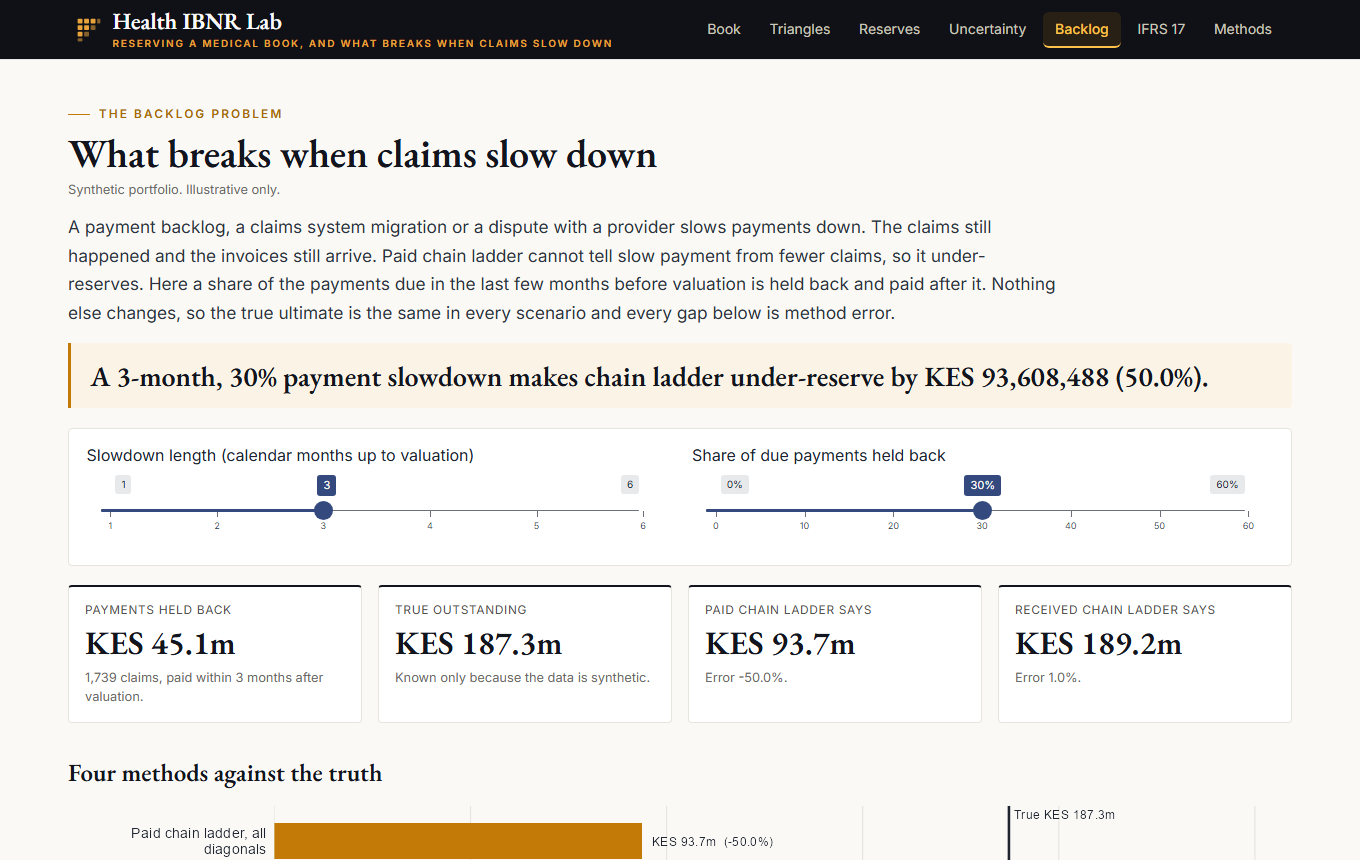 Health IBNR Lab
RESERVING A MEDICAL BOOK, AND WHAT BREAKS WHEN CLAIMS SLOW DOWN
Book Triangles Reserves Uncertainty Backlog IFRS 17 Methods
THE BACKLOG PROBLEM
What breaks when claims slow down
Synthetic portfolio. Illustrative only.
A payment backlog, a claims system migration or a dispute with a provider slows payments down. The claims still
happened and the invoices still arrive. Paid chain ladder cannot tell slow payment from fewer claims, so it under-
reserves. Here a share of the payments due in the last few months before valuation is held back and paid after it. Nothing
else changes, so the true ultimate is the same in every scenario and every gap below is method error.
A 3-month, 30% payment slowdown makes chain ladder under-reserve by KES 93,608,488 (50.0%).
Slowdown length (calendar months up to valuation)
1 3 6
1 2 3 4 5 6
Share of due payments held back
0% 30% 60%
0 10 20 30 40 50 60
PAYMENTS HELD BACK
KES 45.1m
1,739 claims, paid within 3 months after
valuation.
TRUE OUTSTANDING
KES 187.3m
Known only because the data is synthetic.
PAID CHAIN LADDER SAYS
KES 93.7m
Error -50.0%.
RECEIVED CHAIN LADDER SAYS
KES 189.2m
Error 1.0%.
Four methods against the truth
True KES 187.3m
Paid chain ladder, all
diagonals
KES 93.7m (-50.0%)